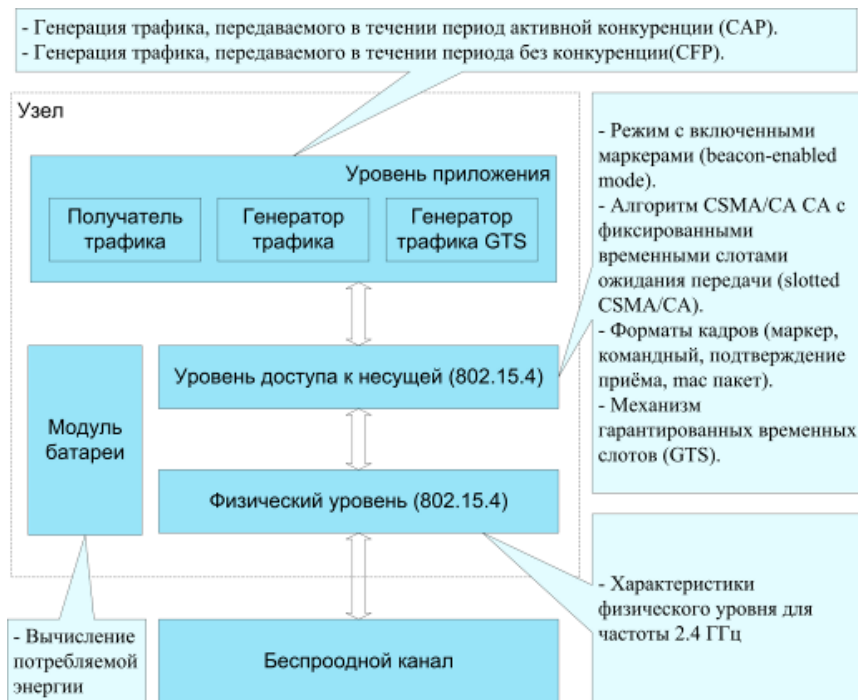 - Генерация трафика, передаваемого в течении период активной конкуренции (CAP).
- Генерация трафика, передаваемого в течении периода без конкуренции(CFP).
Узел
Уровень приложения
Получатель
трафика
Генератор
трафика
Генератор
трафика GTS
- Режим с включенными
маркерами (beacon-enabled
mode).
- Алгоритм CSMA/CA CA с
фиксированными
временными слотами
ожидания передачи (slotted
CSMA/CA).
- Форматы кадров (маркер,
командный, подтверждение
приёма, mac пакет).
- Механизм
гарантированных временных
слотов (GTS).
Уровень доступа к несущей (802.15.4)
Модуль
батареи
Физический уровень (802.15.4)
- Характеристики
физического уровня для
частоты 2.4 ГГц
- Вычисление
потребляемой
энергии
Беспроодной канал